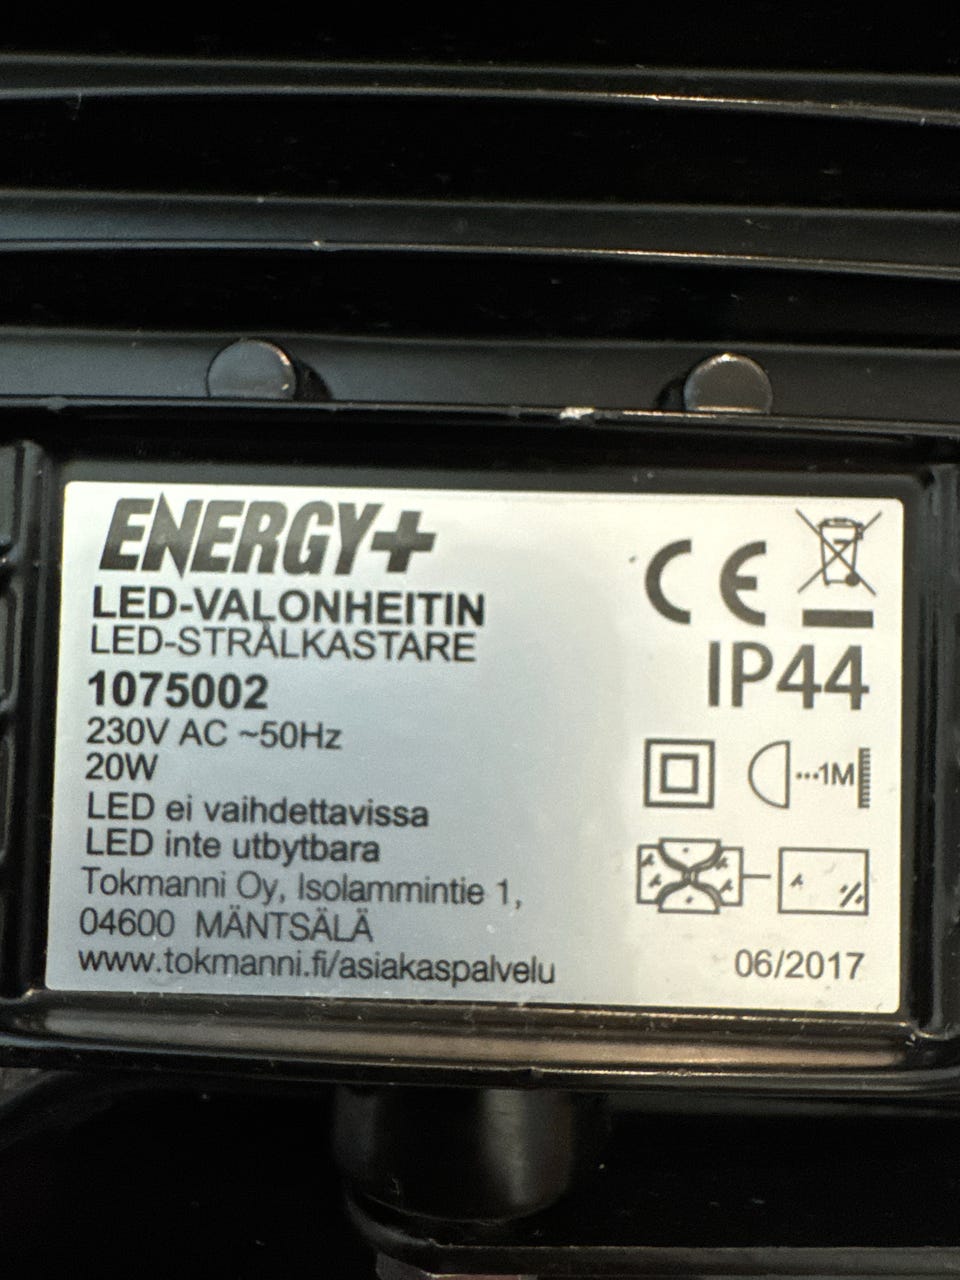 ENERGY+
LED-VALONHEITIN
LED-STRÅLKASTARE
1075002
230V AC ~50Hz
20W
LED ei vaihdettavissa
LED inte utbytbara
Tokmanni Oy, Isolammintie 1,
04600 MÄNTSÄLÄ
www.tokmanni.fi/asiakaspalvelu
CE
IP44
...1M
06/2017